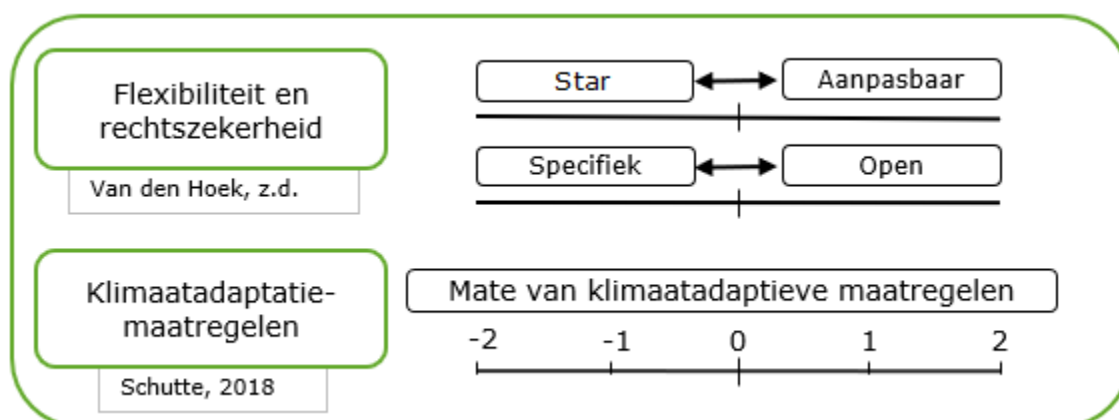 Flexibiliteit en
rechtszekerheid
Van den Hoek, z.d.
Star
Aanpasbaar
Specifiek
Open
Klimaatadaptatie-
maatregelen
Schutte, 2018
Mate van klimaatadaptieve maatregelen
-2 -1 0 1 2